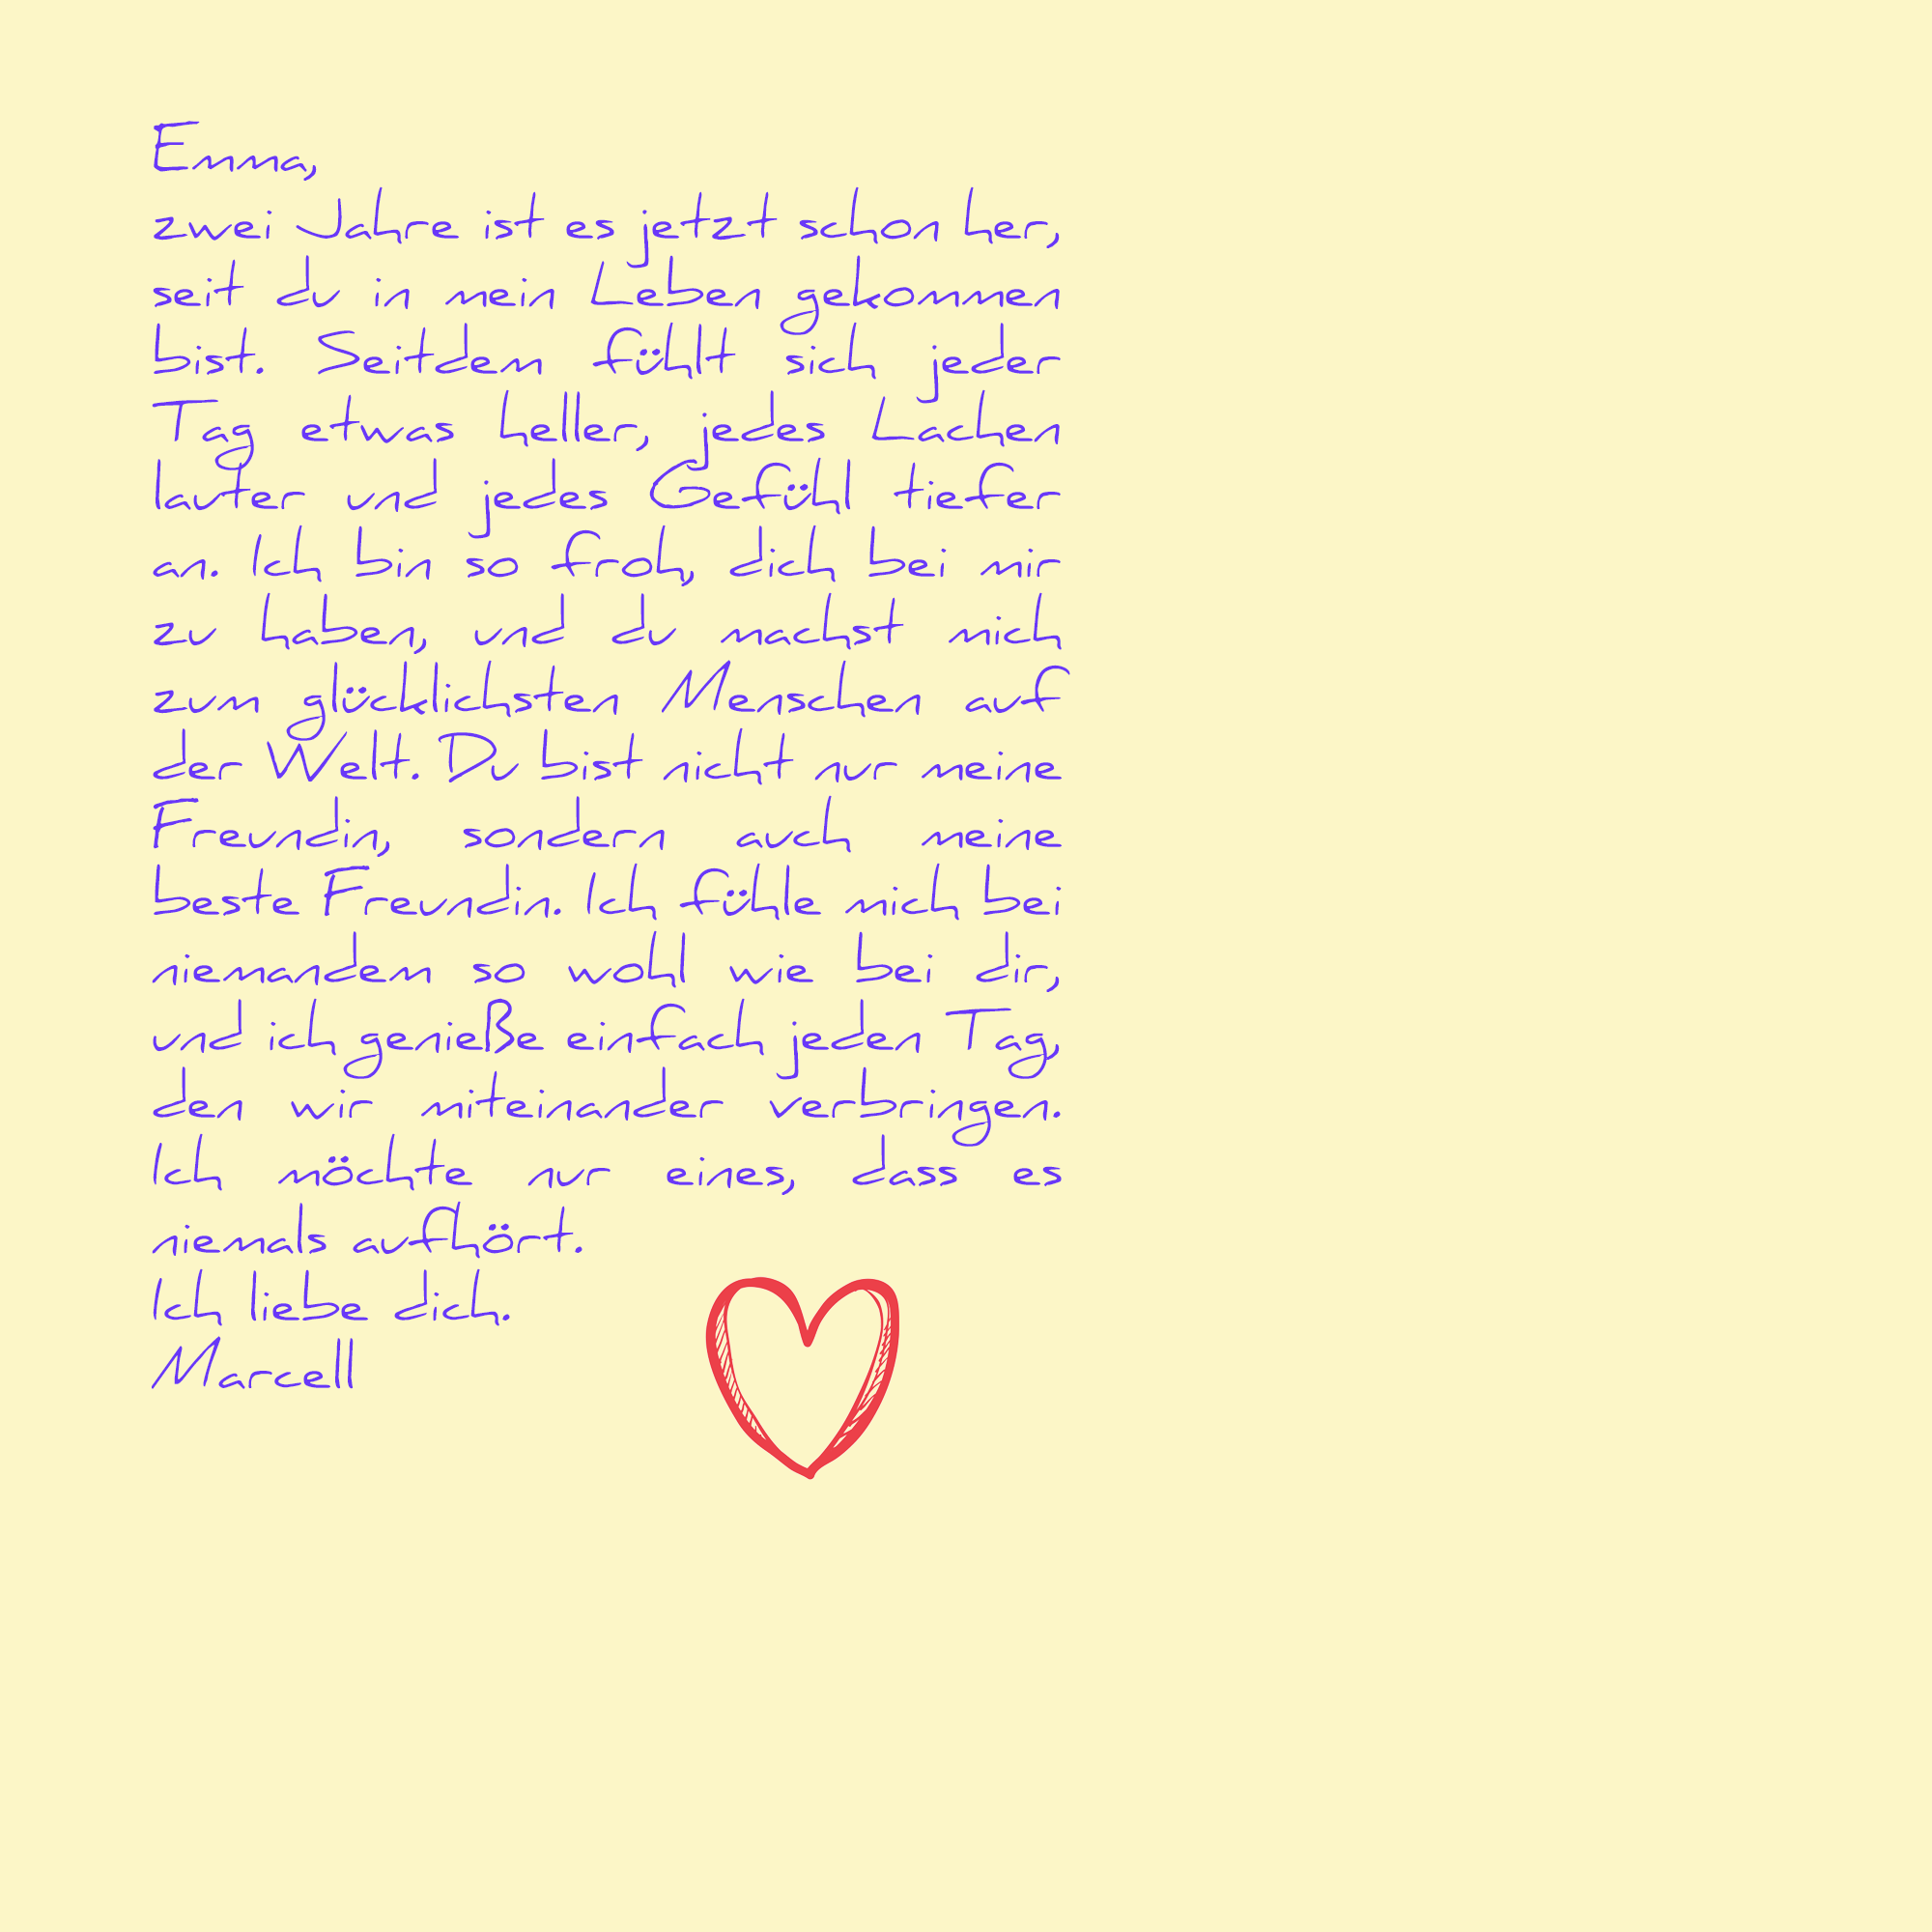 Emma,
zwei Jahre ist es jetzt schon her,
seit du in mein Leben gekommen
bist. Seitdem fühlt sich jeder
Tag etwas heller, jedes Lachen
lauter und jedes Gefühl tiefer
an. Ich bin so froh, dich bei mir
zu haben, und du machst mich
zum glücklichsten Menschen auf
der Welt. Du bist nicht nur meine
Freundin, sondern auch meine
beste Freundin. Ich fühle mich bei
niemandem so wohl wie bei dir,
und ich genieße einfach jeden Tag,
den wir miteinander verbringen.
Ich möchte nur eines, dass es
niemals aufhört.
Ich liebe dich.
Marcell